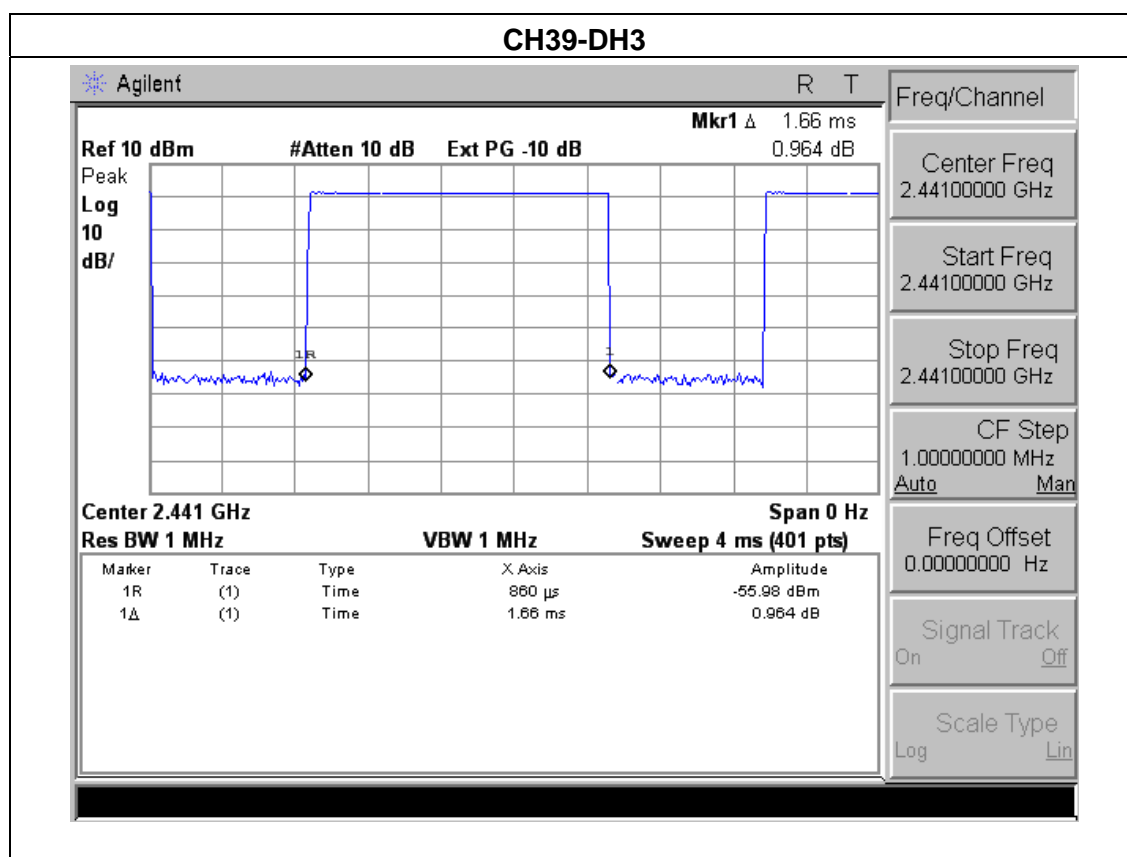 CH39-DH3
Agilent R T
Mkr1 Δ 1.66 ms
Ref 10 dBm #Atten 10 dB Ext PG -10 dB 0.964 dB
Peak
Log
10
dB/
1R
1
Center 2.441 GHz Span 0 Hz
Res BW 1 MHz VBW 1 MHz Sweep 4 ms (401 pts)
Marker Trace Type X Axis Amplitude
1R (1) Time 860 µs -55.98 dBm
1Δ (1) Time 1.66 ms 0.964 dB
Freq/Channel
Center Freq
2.44100000 GHz
Start Freq
2.44100000 GHz
Stop Freq
2.44100000 GHz
CF Step
1.00000000 MHz
Auto Man
Freq Offset
0.00000000 Hz
Signal Track
On Off
Scale Type
Log Lin